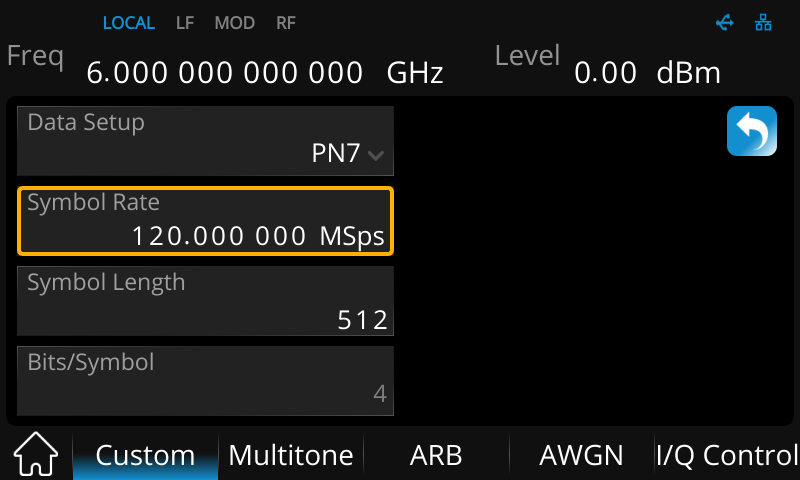 LOCAL LF MOD RF
Freq 6.000 000 000 000 GHz Level 0.00 dBm
Data Setup
PN7
Symbol Rate
120.000 000 MSps
Symbol Length
512
Bits/Symbol
4
Custom Multitone ARB AWGN I/Q Control